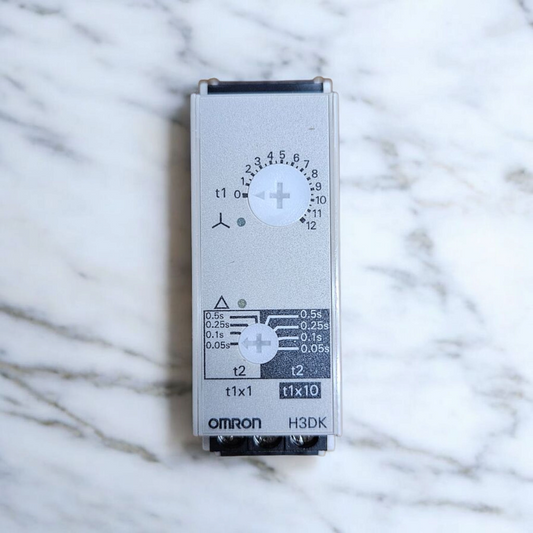 0 1 2 3 4 5 6 7 8 9 10 11 12
t1
0.5s 0.5s
0.25s 0.25s
0.1s 0.1s
0.05s 0.05s
t2 t2
t1x1 t1x10
OMRON H3DK